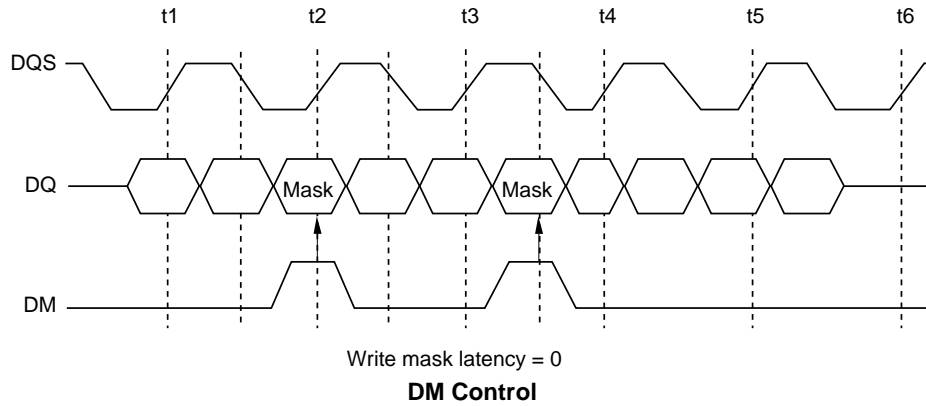 t1 t2 t3 t4 t5 t6
DQS
DQ Mask Mask
DM
Write mask latency = 0
DM Control